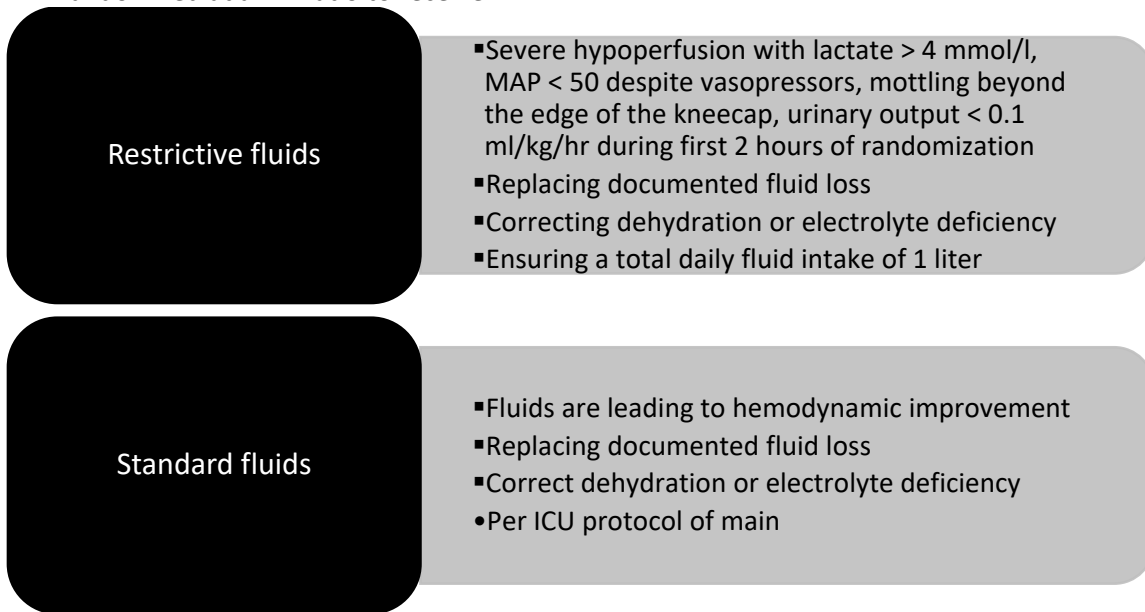 Restrictive fluids
▪Severe hypoperfusion with lactate > 4 mmol/l,
MAP < 50 despite vasopressors, mottling beyond
the edge of the kneecap, urinary output < 0.1
ml/kg/hr during first 2 hours of randomization
▪Replacing documented fluid loss
▪Correcting dehydration or electrolyte deficiency
▪Ensuring a total daily fluid intake of 1 liter
Standard fluids
▪Fluids are leading to hemodynamic improvement
▪Replacing documented fluid loss
▪Correct dehydration or electrolyte deficiency
•Per ICU protocol of main